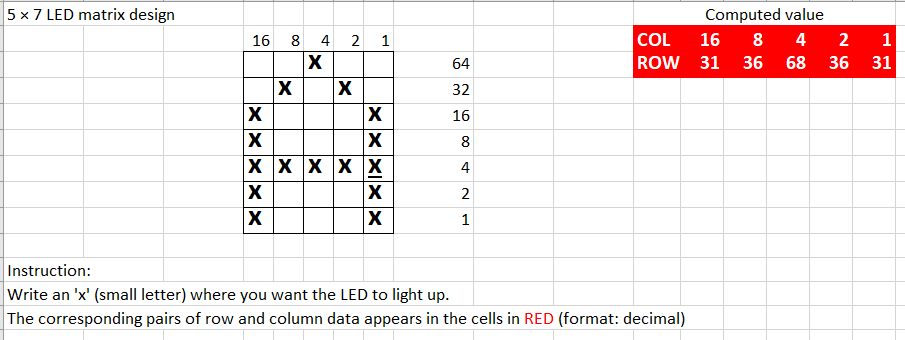 5 × 7 LED matrix design
Computed value
16 8 4 2 1
COL 16 8 4 2 1
X 64
ROW 31 36 68 36 31
X X 32
X X 16
X X 8
X X X X X 4
X X 2
X X 1
Instruction:
Write an 'x' (small letter) where you want the LED to light up.
The corresponding pairs of row and column data appears in the cells in RED (format: decimal)